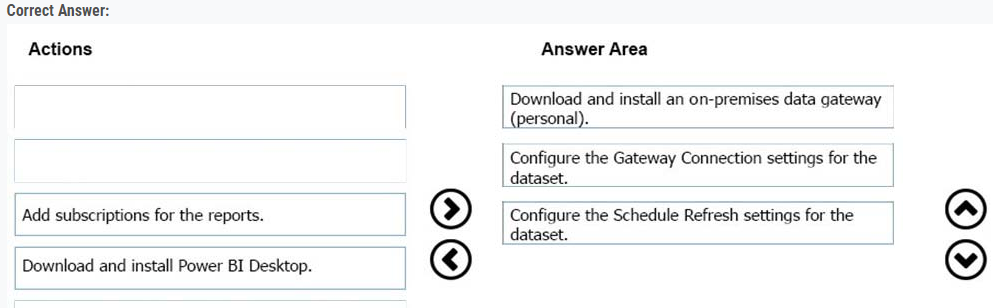 Correct Answer:
Actions
Answer Area
Download and install an on-premises data gateway
(personal).
Configure the Gateway Connection settings for the
dataset.
Add subscriptions for the reports.
Configure the Schedule Refresh settings for the
dataset.
Download and install Power BI Desktop.